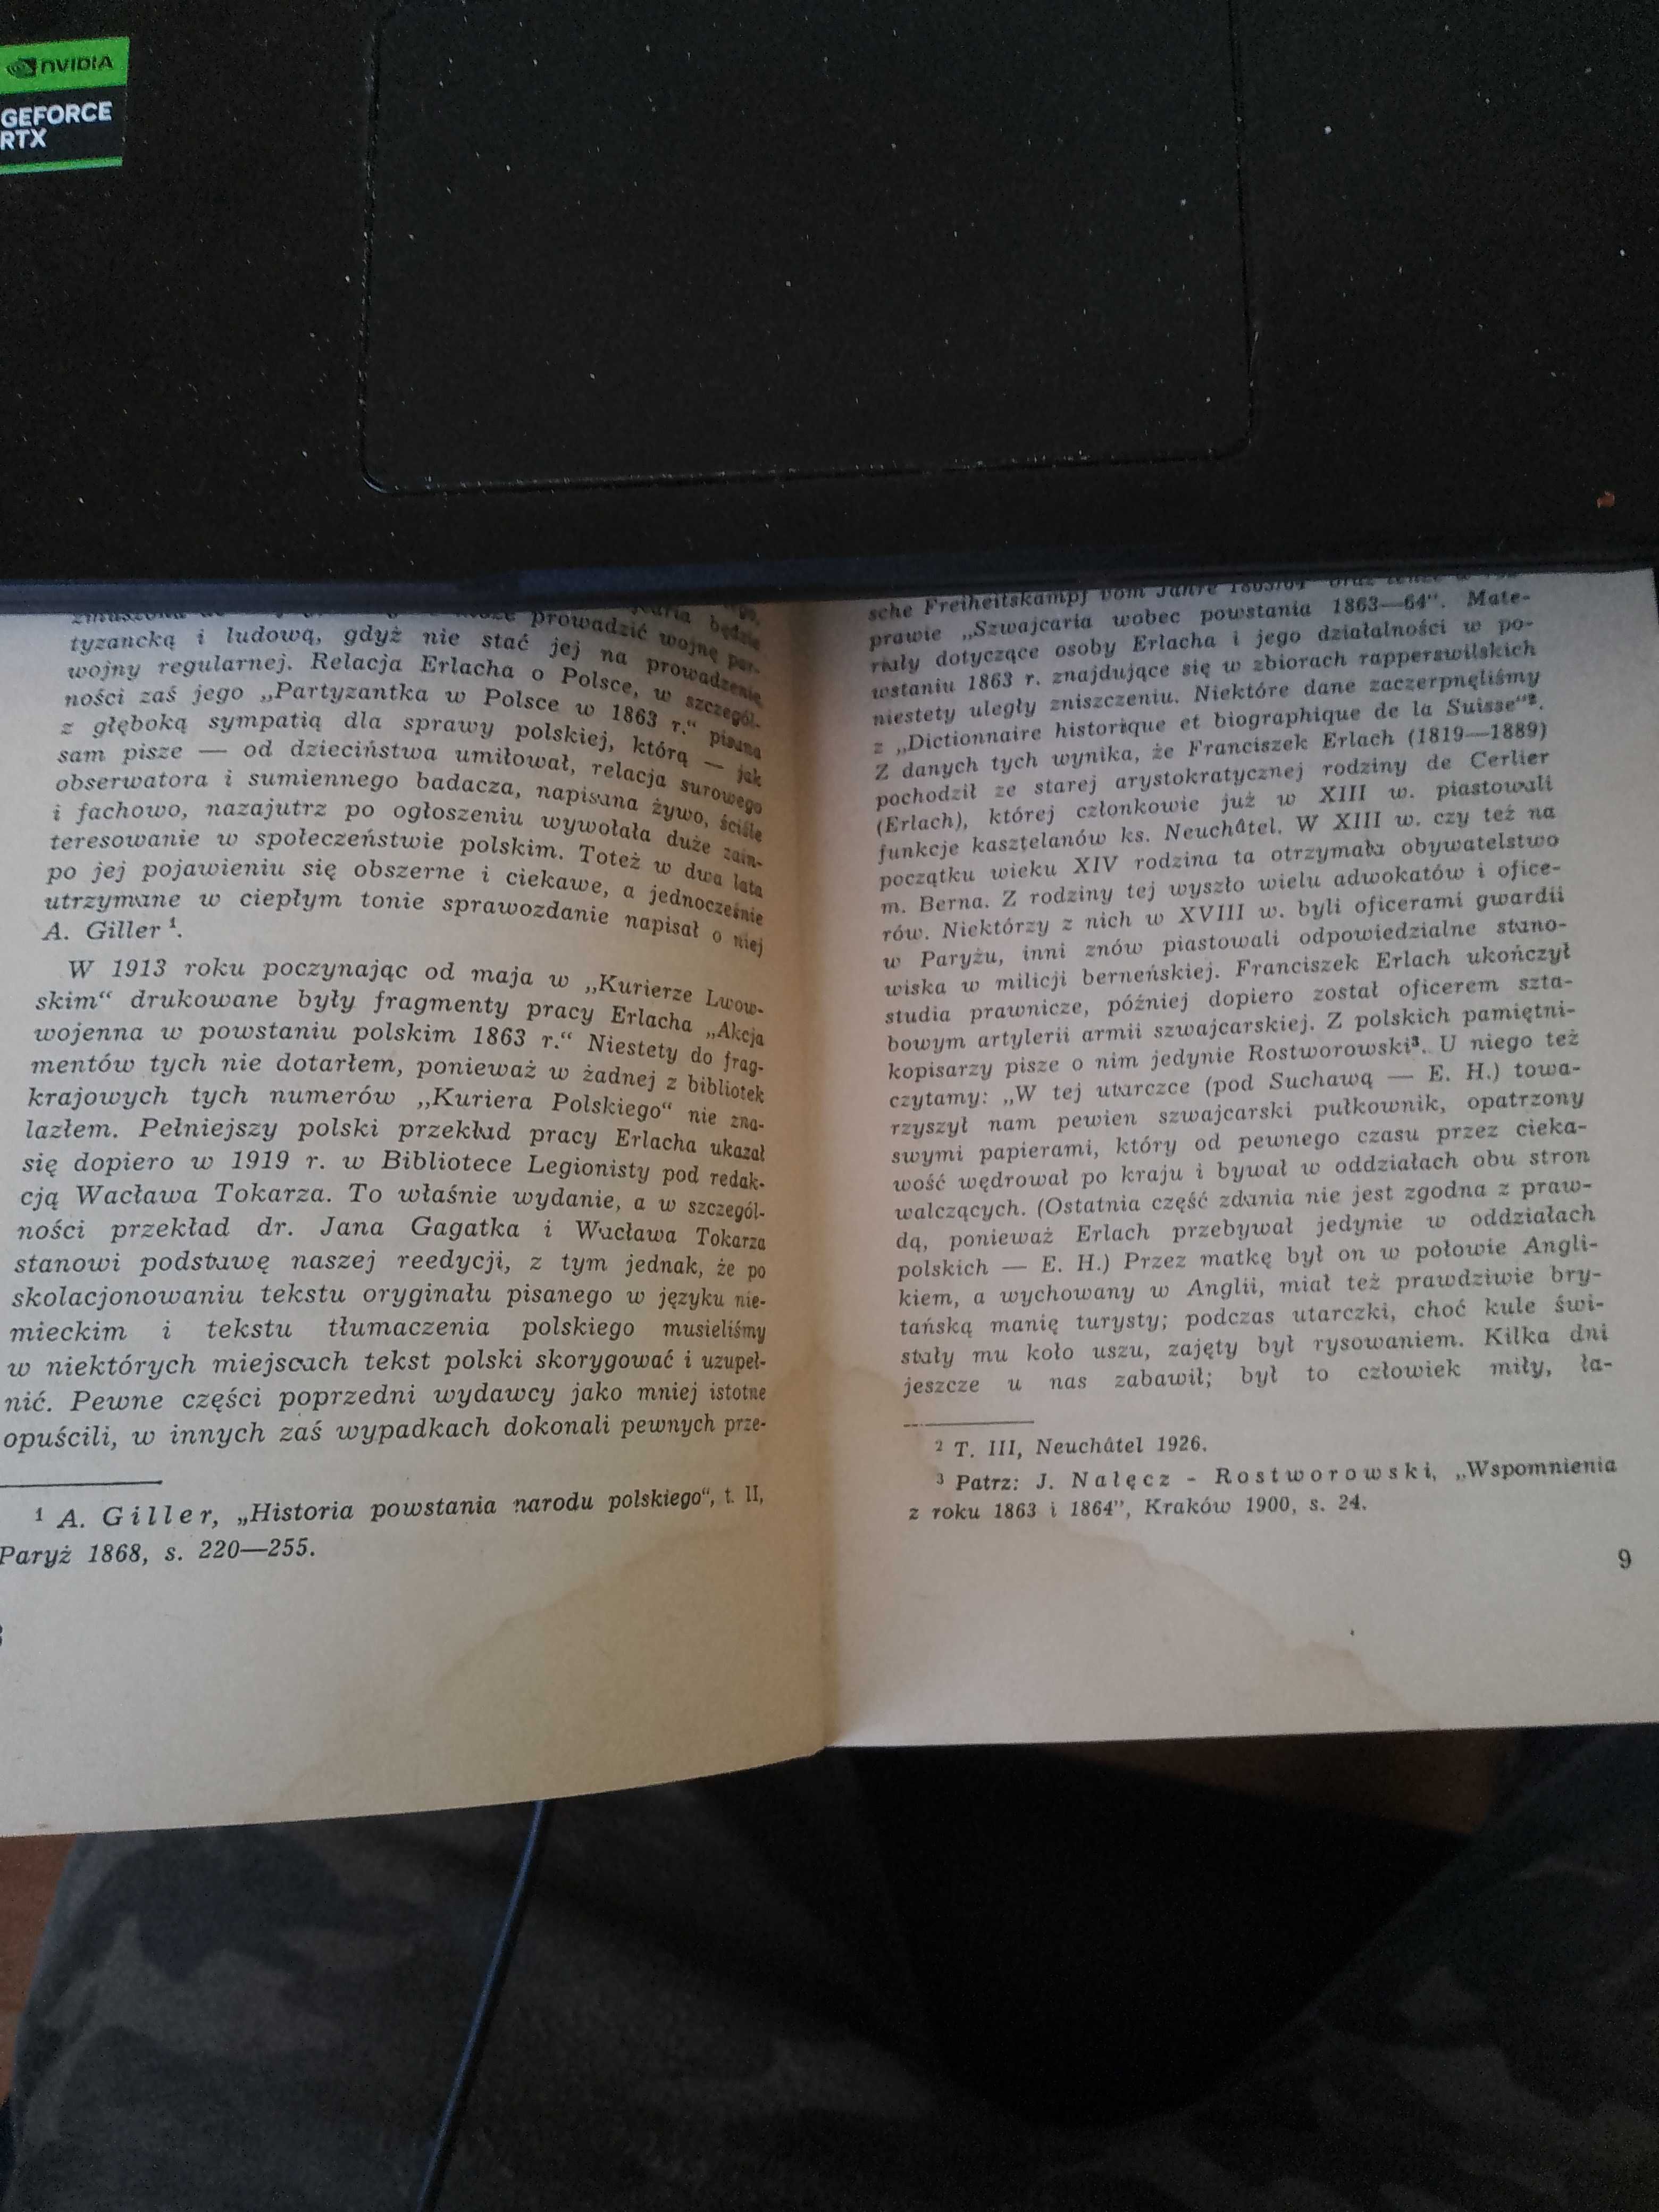 nVIDIA
GEFORCE
RTX
prowadzić wojnę par-
tyzancką i ludową, gdyż nie stać jej na prowadzenie
wojny regularnej. Relacja Erlacha o Polsce, w szczegól-
ności zaś jego „Partyzantka w Polsce w 1863 r.“ pisana
z głęboką sympatią dla sprawy polskiej, którą — jak
sam pisze — od dzieciństwa umiłował, relacja surowego
obserwatora i sumiennego badacza, napisana żywo, ściśle
i fachowo, nazajutrz po ogłoszeniu wywołała duże zain-
teresowanie w społeczeństwie polskim. Toteż w dwa lata
po jej pojawieniu się obszerne i ciekawe, a jednocześnie
utrzymane w ciepłym tonie sprawozdanie napisał o niej
A. Giller ¹.
W 1913 roku poczynając od maja w „Kurierze Lwow-
skim“ drukowane były fragmenty pracy Erlacha „Akcja
wojenna w powstaniu polskim 1863 r.“ Niestety do frag-
mentów tych nie dotarłem, ponieważ w żadnej z bibliotek
krajowych tych numerów „Kuriera Polskiego“ nie zna-
lazłem. Pełniejszy polski przekład pracy Erlacha ukazał
się dopiero w 1919 r. w Bibliotece Legionisty pod redak-
cją Wacława Tokarza. To właśnie wydanie, a w szczegól-
ności przekład dr. Jana Gagatka i Wacława Tokarza
stanowi podstawę naszej reedycji, z tym jednak, że po
skolacjonowaniu tekstu oryginału pisanego w języku nie-
mieckim i tekstu tłumaczenia polskiego musieliśmy
w niektórych miejscach tekst polski skorygować i uzupeł-
nić. Pewne części poprzedni wydawcy jako mniej istotne
opuścili, w innych zaś wypadkach dokonali pewnych prze-
¹ A. Giller, „Historia powstania narodu polskiego“, t. II,
Paryż 1868, s. 220—255.
sche Freiheitskampf vom Jahre 1863/64
prawie „Szwajcaria wobec powstania 1863—64“. Mate-
riały dotyczące osoby Erlacha i jego działalności w po-
wstaniu 1863 r. znajdujące się w zbiorach rapperswilskich
niestety uległy zniszczeniu. Niektóre dane zaczerpnęliśmy
z „Dictionnaire historique et biographique de la Suisse“².
Z danych tych wynika, że Franciszek Erlach (1819—1889)
pochodził ze starej arystokratycznej rodziny de Cerlier
(Erlach), której członkowie już w XIII w. piastowali
funkcje kasztelanów ks. Neuchâtel. W XIII w. czy też na
początku wieku XIV rodzina ta otrzymała obywatelstwo
m. Berna. Z rodziny tej wyszło wielu adwokatów i ofice-
rów. Niektórzy z nich w XVIII w. byli oficerami gwardii
w Paryżu, inni znów piastowali odpowiedzialne stano-
wiska w milicji berneńskiej. Franciszek Erlach ukończył
studia prawnicze, później dopiero został oficerem szta-
bowym artylerii armii szwajcarskiej. Z polskich pamiętni-
kopisarzy pisze o nim jedynie Rostworowski³. U niego też
czytamy: „W tej utarczce (pod Suchawą — E. H.) towa-
rzyszył nam pewien szwajcarski pułkownik, opatrzony
swymi papierami, który od pewnego czasu przez cieka-
wość wędrował po kraju i bywał w oddziałach obu stron
walczących. (Ostatnia część zdania nie jest zgodna z praw-
dą, ponieważ Erlach przebywał jedynie w oddziałach
polskich — E. H.) Przez matkę był on w połowie Angli-
kiem, a wychowany w Anglii, miał też prawdziwie bry-
tańską manię turysty; podczas utarczki, choć kule świ-
stały mu koło uszu, zajęty był rysowaniem. Kilka dni
jeszcze u nas zabawił; był to człowiek miły, ła-
² T. III, Neuchâtel 1926.
³ Patrz: J. Nałęcz - Rostworowski, „Wspomnienia
z roku 1863 i 1864”, Kraków 1900, s. 24.
9